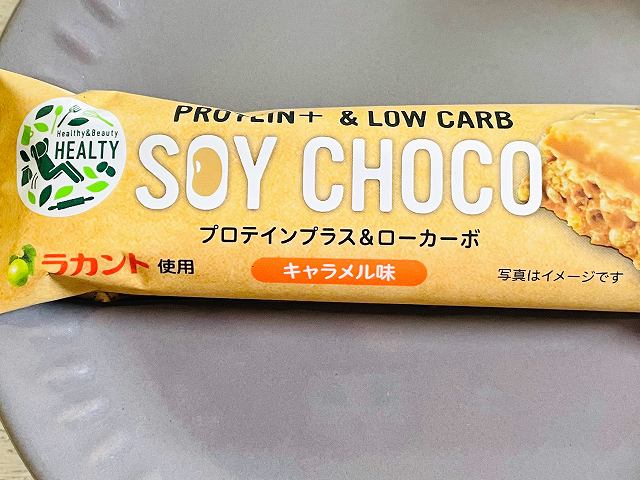 Healthy&Beauty
HEALTY
PROTEIN+ & LOW CARB
SOY CHOCO
プロテインプラス&ローカーボ
ラカント使用
キャラメル味
写真はイメージです